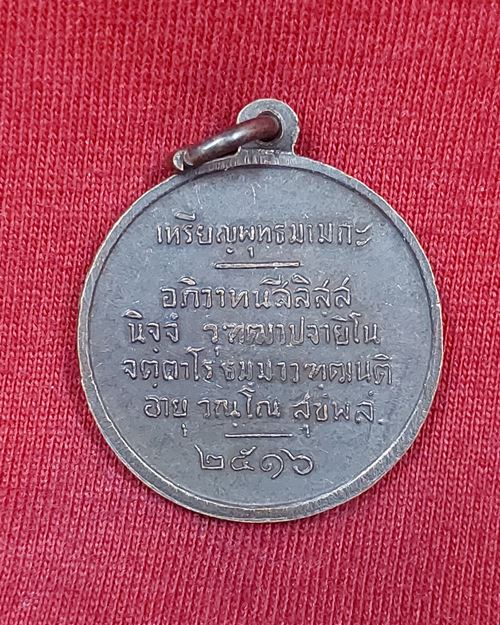 เหรียญพุทธมเมกะ
อภิวาทนสีลิสฺส
นิจฺจํ วุฑฺฒาปจายิโน
จตฺตาโร ธมฺมา วฑฺฒนฺติ
อายุ วณฺโณ สุขํ พลํ
๒๕๑๖